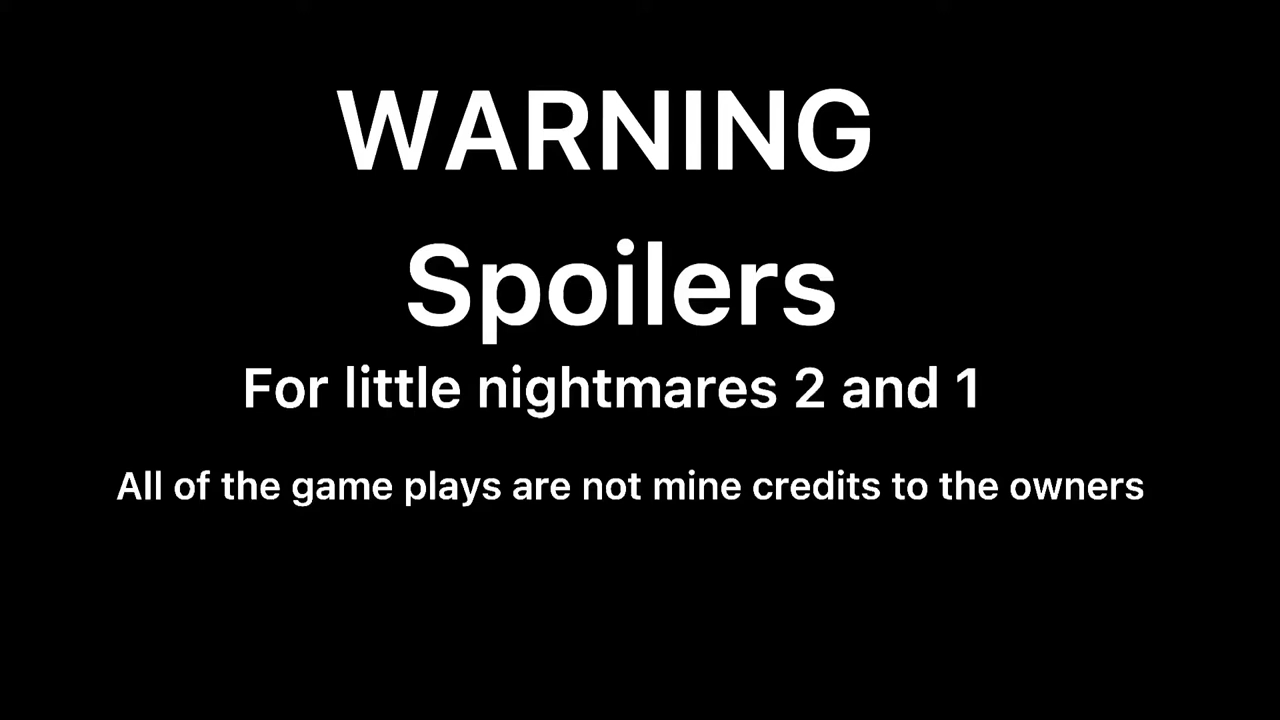 WARNING
Spoilers
For little nightmares 2 and 1
All of the game plays are not mine credits to the owners